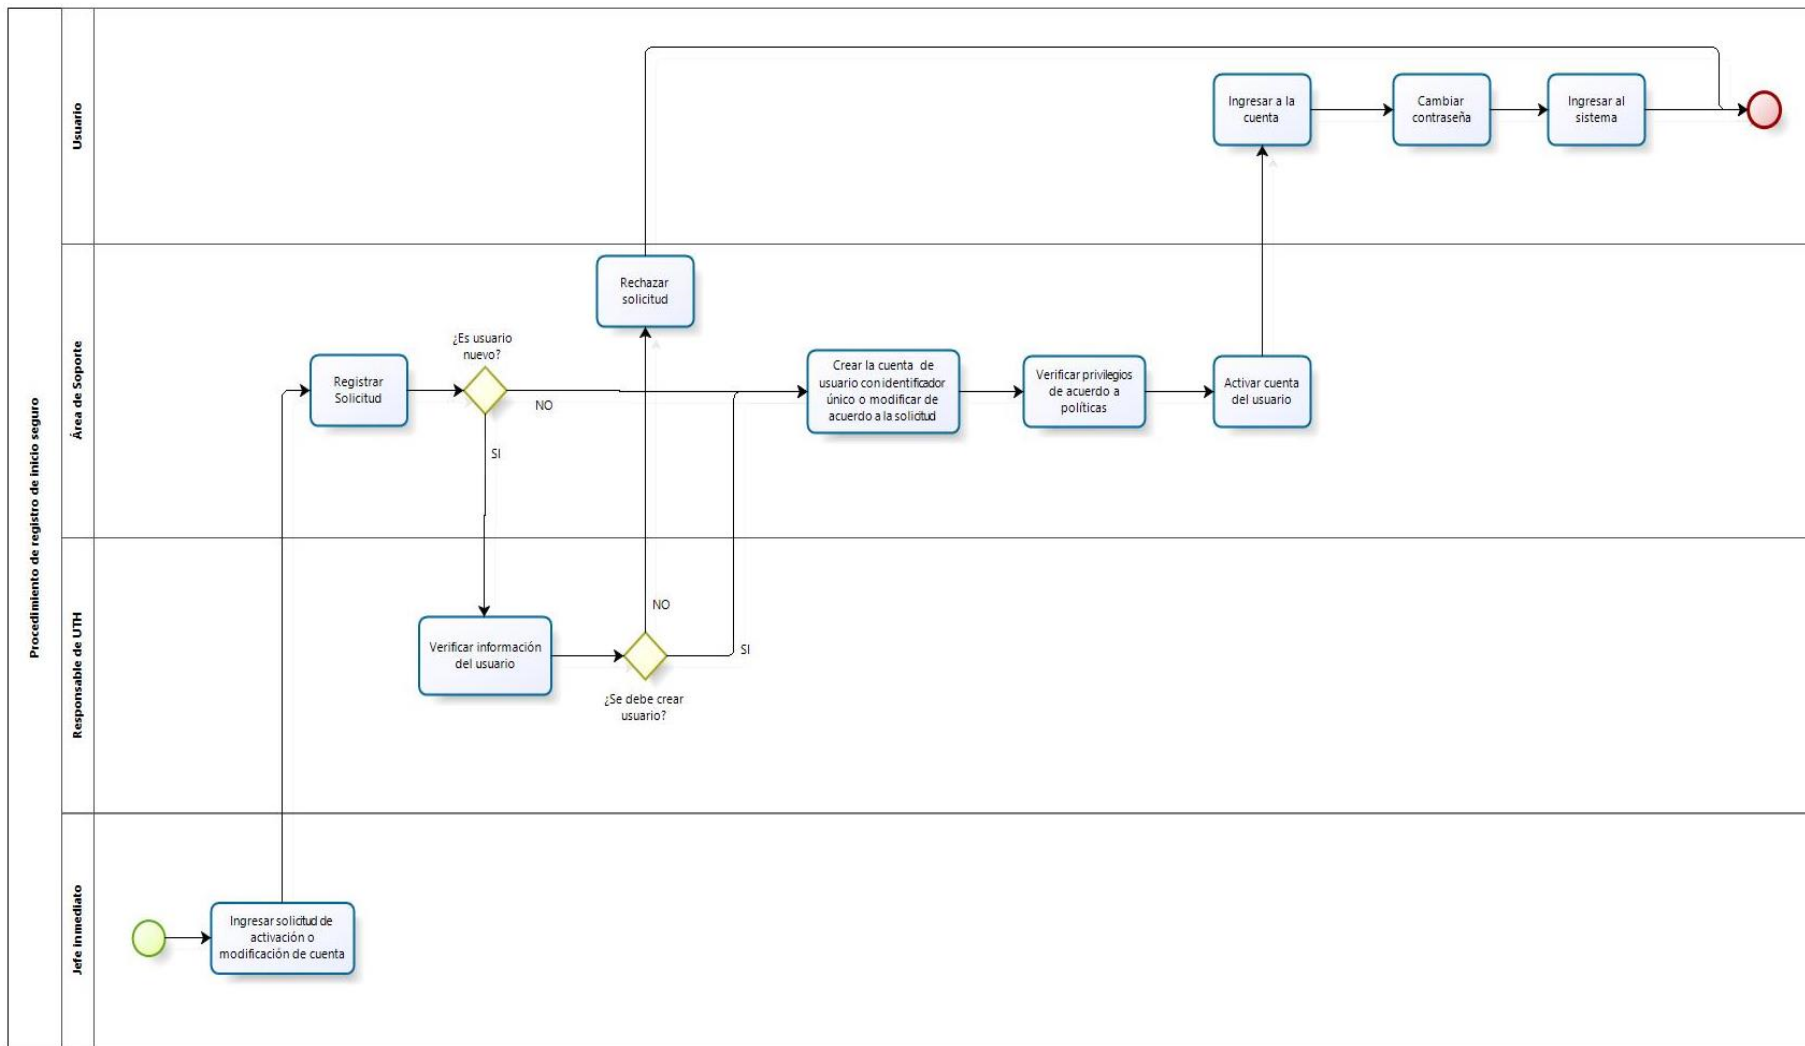 Procedimiento de registro de inicio seguro
Usuario
Ingresar a la
cuenta
Cambiar
contraseña
Ingresar al
sistema
Área de Soporte
Rechazar
solicitud
Registrar
Solicitud
¿Es usuario
nuevo?
NO
SI
Crear la cuenta de
usuario con identificador
único o modificar de
acuerdo a la solicitud
Verificar privilegios
de acuerdo a
políticas
Activar cuenta
del usuario
Responsable de UTH
Verificar información
del usuario
NO
SI
¿Se debe crear
usuario?
Jefe inmediato
Ingresar solicitud de
activación o
modificación de cuenta